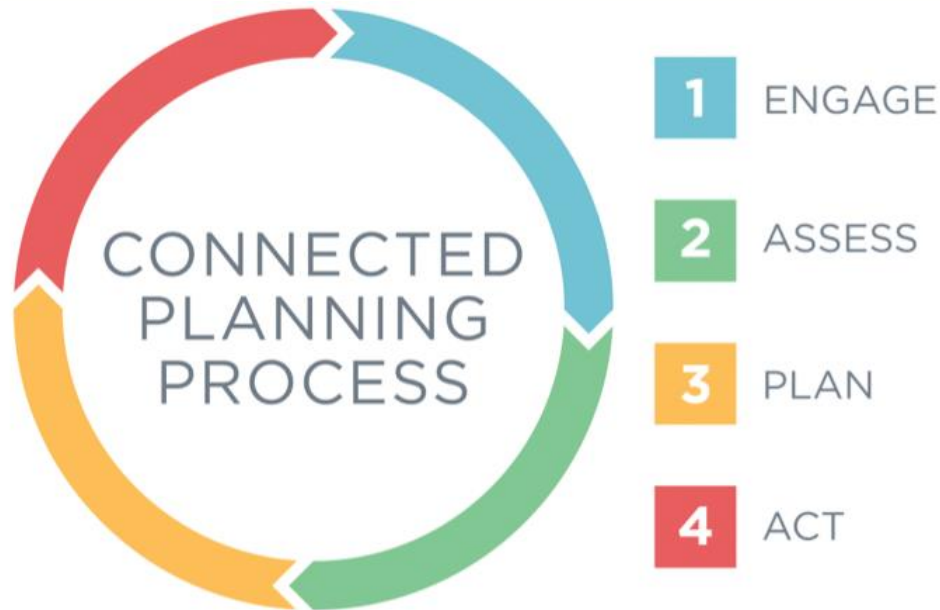 CONNECTED
PLANNING
PROCESS
1 ENGAGE
2 ASSESS
3 PLAN
4 ACT